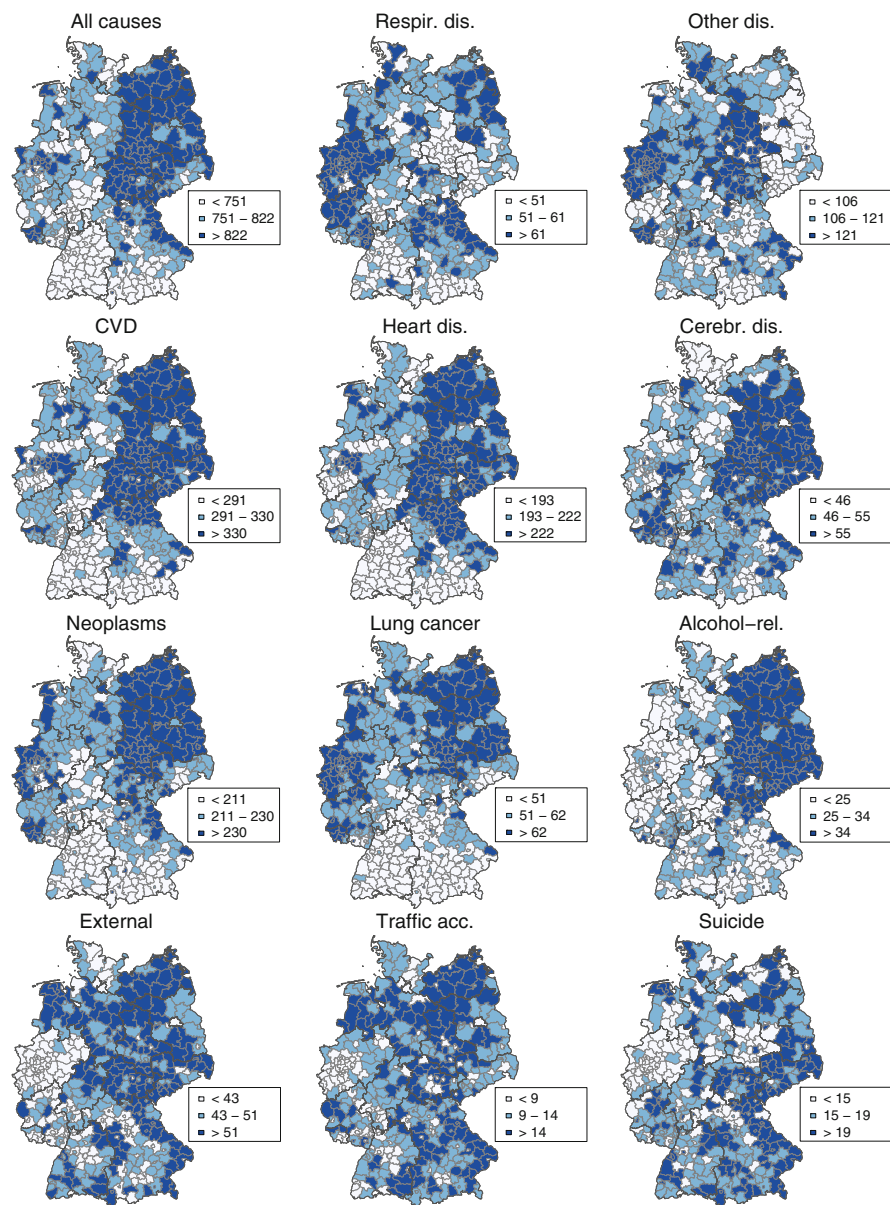 All causes
< 751
751 – 822
> 822
Respir. dis.
< 51
51 – 61
> 61
Other dis.
< 106
106 – 121
> 121
CVD
< 291
291 – 330
> 330
Heart dis.
< 193
193 – 222
> 222
Cerebr. dis.
< 46
46 – 55
> 55
Neoplasms
< 211
211 – 230
> 230
Lung cancer
< 51
51 – 62
> 62
Alcohol–rel.
< 25
25 – 34
> 34
External
< 43
43 – 51
> 51
Traffic acc.
< 9
9 – 14
> 14
Suicide
< 15
15 – 19
> 19